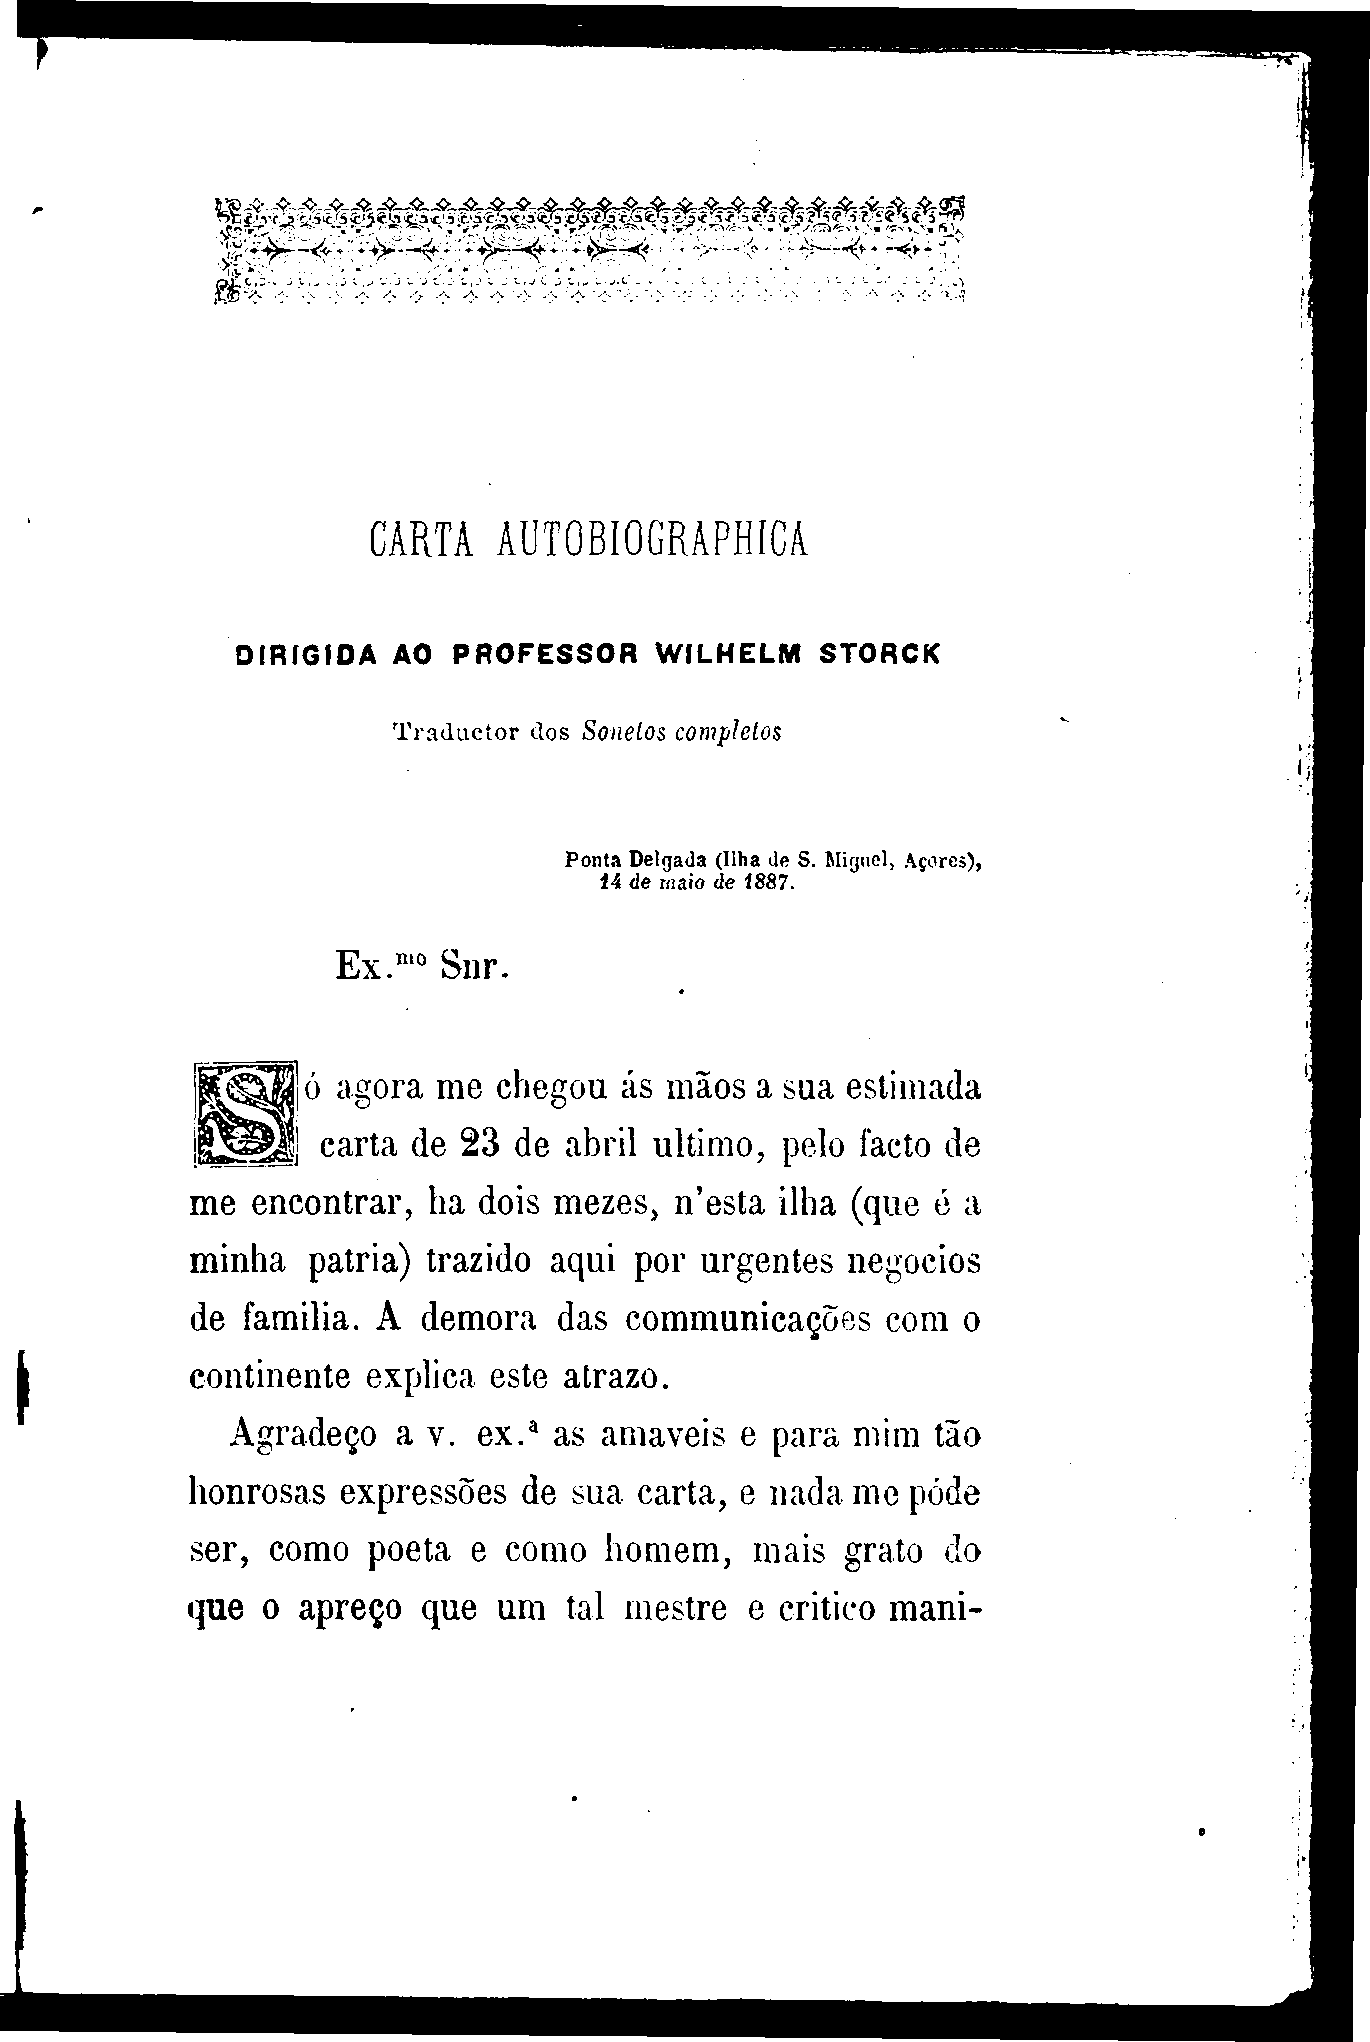 CARTA AUTOBIOGRAPHICA
DIRIGIDA AO PROFESSOR WILHELM STORCK
Traductor dos Sonetos completos
Ponta Delgada (Ilha de S. Miguel, Açores),
14 de maio de 1887.
Ex.mo Snr.
Só agora me chegou ás mãos a sua estimada
carta de 23 de abril ultimo, pelo facto de
me encontrar, ha dois mezes, n'esta ilha (que é a
minha patria) trazido aqui por urgentes negocios
de familia. A demora das communicações com o
continente explica este atrazo.
Agradeço a v. ex.ª as amaveis e para mim tão
honrosas expressões de sua carta, e nada me póde
ser, como poeta e como homem, mais grato do
que o apreço que um tal mestre e critico mani-